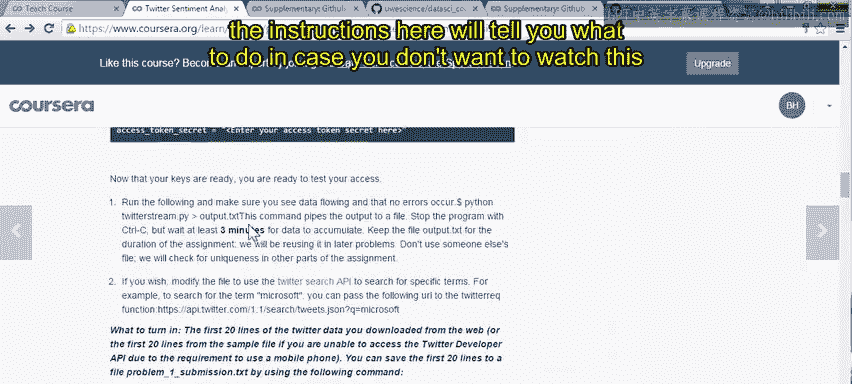 Teach Course
Twitter Sentiment Analy
Supplementary: Github
uwescience/datasci_co
Supplementary: Github
https://www.coursera.org/learn/
the instructions here will tell you what
to do in case you don't want to watch this
Like this course? Beco
Upgrade
coursera
BH
access_token_secret = "<Enter your access token secret here>"
Now that your keys are ready, you are ready to test your access.
1. Run the following and make sure you see data flowing and that no errors occur.$ python
twitterstream.py > output.txtThis command pipes the output to a file. Stop the program with
Ctrl-C, but wait at least 3 minutes for data to accumulate. Keep the file output.txt for the
duration of the assignment; we will be reusing it in later problems. Don't use someone else's
file; we will check for uniqueness in other parts of the assignment.
2. If you wish, modify the file to use the twitter search API to search for specific terms. For
example, to search for the term "microsoft", you can pass the following url to the twitterreq
function:https://api.twitter.com/1.1/search/tweets.json?q=microsoft
What to turn in: The first 20 lines of the twitter data you downloaded from the web (or
the first 20 lines from the sample file if you are unable to access the Twitter Developer
API due to the requirement to use a mobile phone). You can save the first 20 lines to a
file problem_1_submission.txt by using the following command: